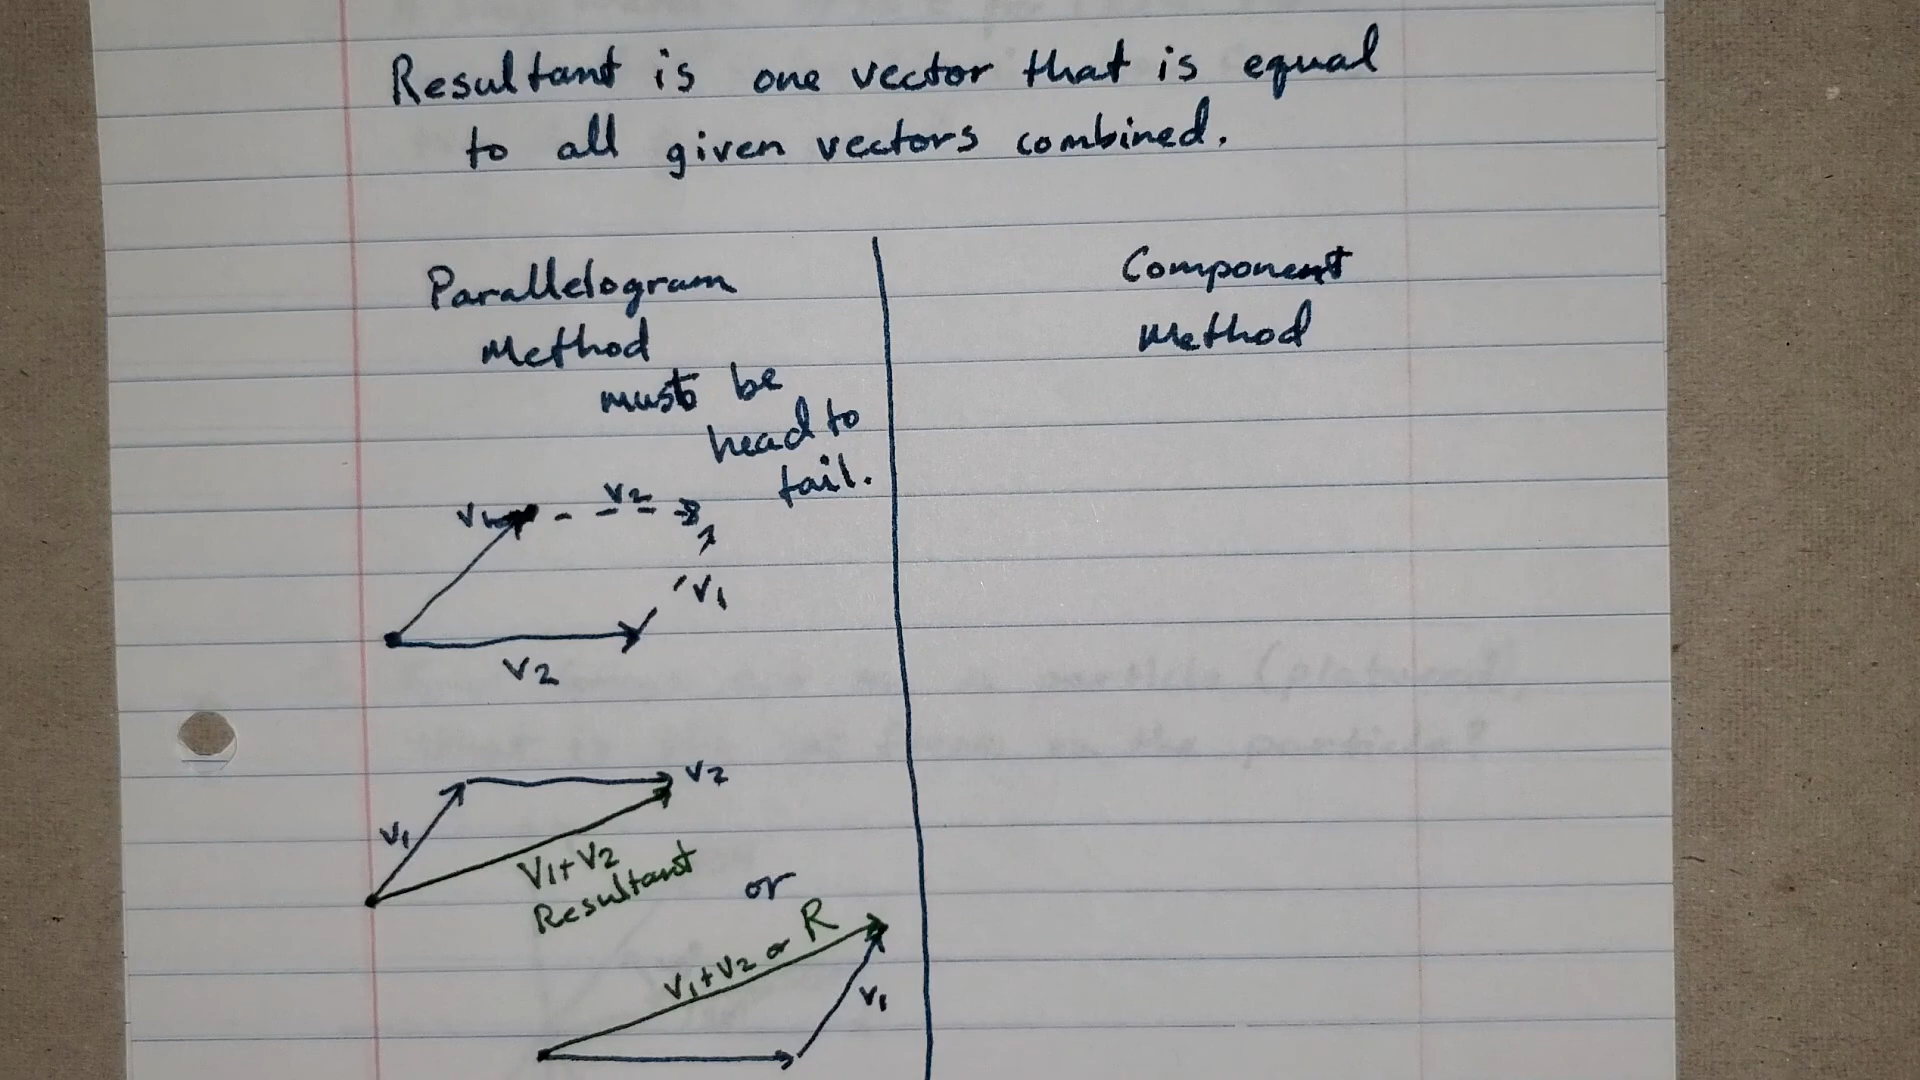 Resultant is one vector that is equal
to all given vectors combined.
Parallelogram
Method
must be
head to
tail.
V2
V1
V2
V2
V1
V1+V2
Resultant
or
V1+V2 or R
V1
Component
Method